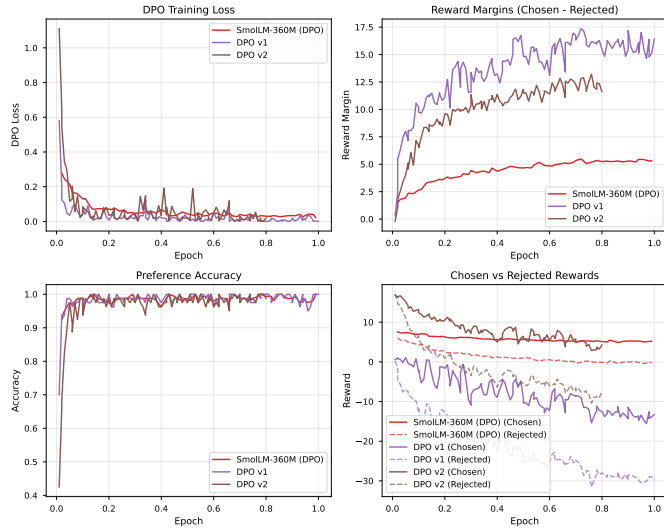 DPO Training Loss
DPO Loss
1.0
0.8
0.6
0.4
0.2
0.0
SmolLM-360M (DPO)
DPO v1
DPO v2
0.0 0.2 0.4 0.6 0.8 1.0
Epoch
Reward Margins (Chosen - Rejected)
Reward Margin
17.5
15.0
12.5
10.0
7.5
5.0
2.5
0.0
SmolLM-360M (DPO)
DPO v1
DPO v2
0.0 0.2 0.4 0.6 0.8 1.0
Epoch
Preference Accuracy
Accuracy
1.0
0.9
0.8
0.7
0.6
0.5
0.4
SmolLM-360M (DPO)
DPO v1
DPO v2
0.0 0.2 0.4 0.6 0.8 1.0
Epoch
Chosen vs Rejected Rewards
Reward
10
0
−10
−20
−30
SmolLM-360M (DPO) (Chosen)
SmolLM-360M (DPO) (Rejected)
DPO v1 (Chosen)
DPO v1 (Rejected)
DPO v2 (Chosen)
DPO v2 (Rejected)
0.0 0.2 0.4 0.6 0.8 1.0
Epoch